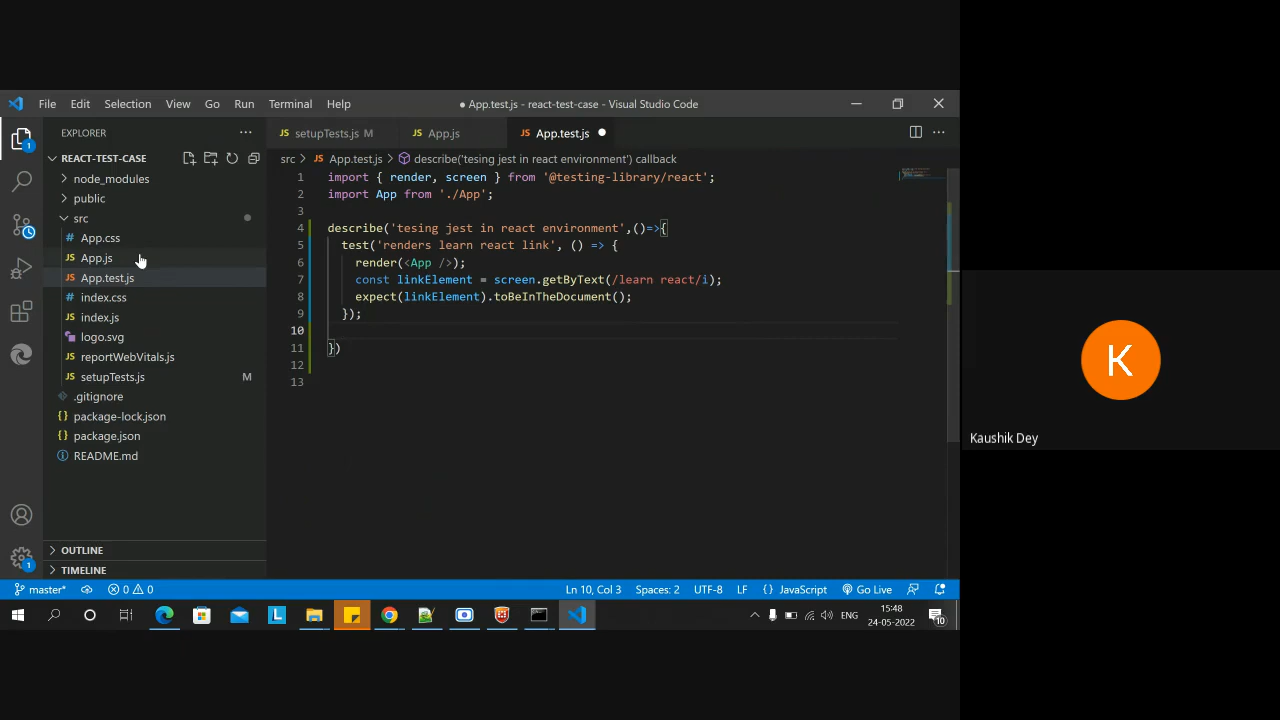 File Edit Selection View Go Run Terminal Help
● App.test.js - react-test-case - Visual Studio Code
EXPLORER
REACT-TEST-CASE
node_modules
public
src
# App.css
JS App.js
JS App.test.js
# index.css
JS index.js
logo.svg
JS reportWebVitals.js
JS setupTests.js M
.gitignore
{} package-lock.json
{} package.json
README.md
OUTLINE
TIMELINE
1
1
JS setupTests.js M JS App.js JS App.test.js ●
src > JS App.test.js > describe('tesing jest in react environment') callback
1 import { render, screen } from '@testing-library/react';
2 import App from './App';
3
4 describe('tesing jest in react environment',()=>{
5 test('renders learn react link', () => {
6 render(<App />);
7 const linkElement = screen.getByText(/learn react/i);
8 expect(linkElement).toBeInTheDocument();
9 });
10
11 })
12
13
master* 0 0 Ln 10, Col 3 Spaces: 2 UTF-8 LF {} JavaScript Go Live
L ENG 15:48
24-05-2022
10
K
Kaushik Dey